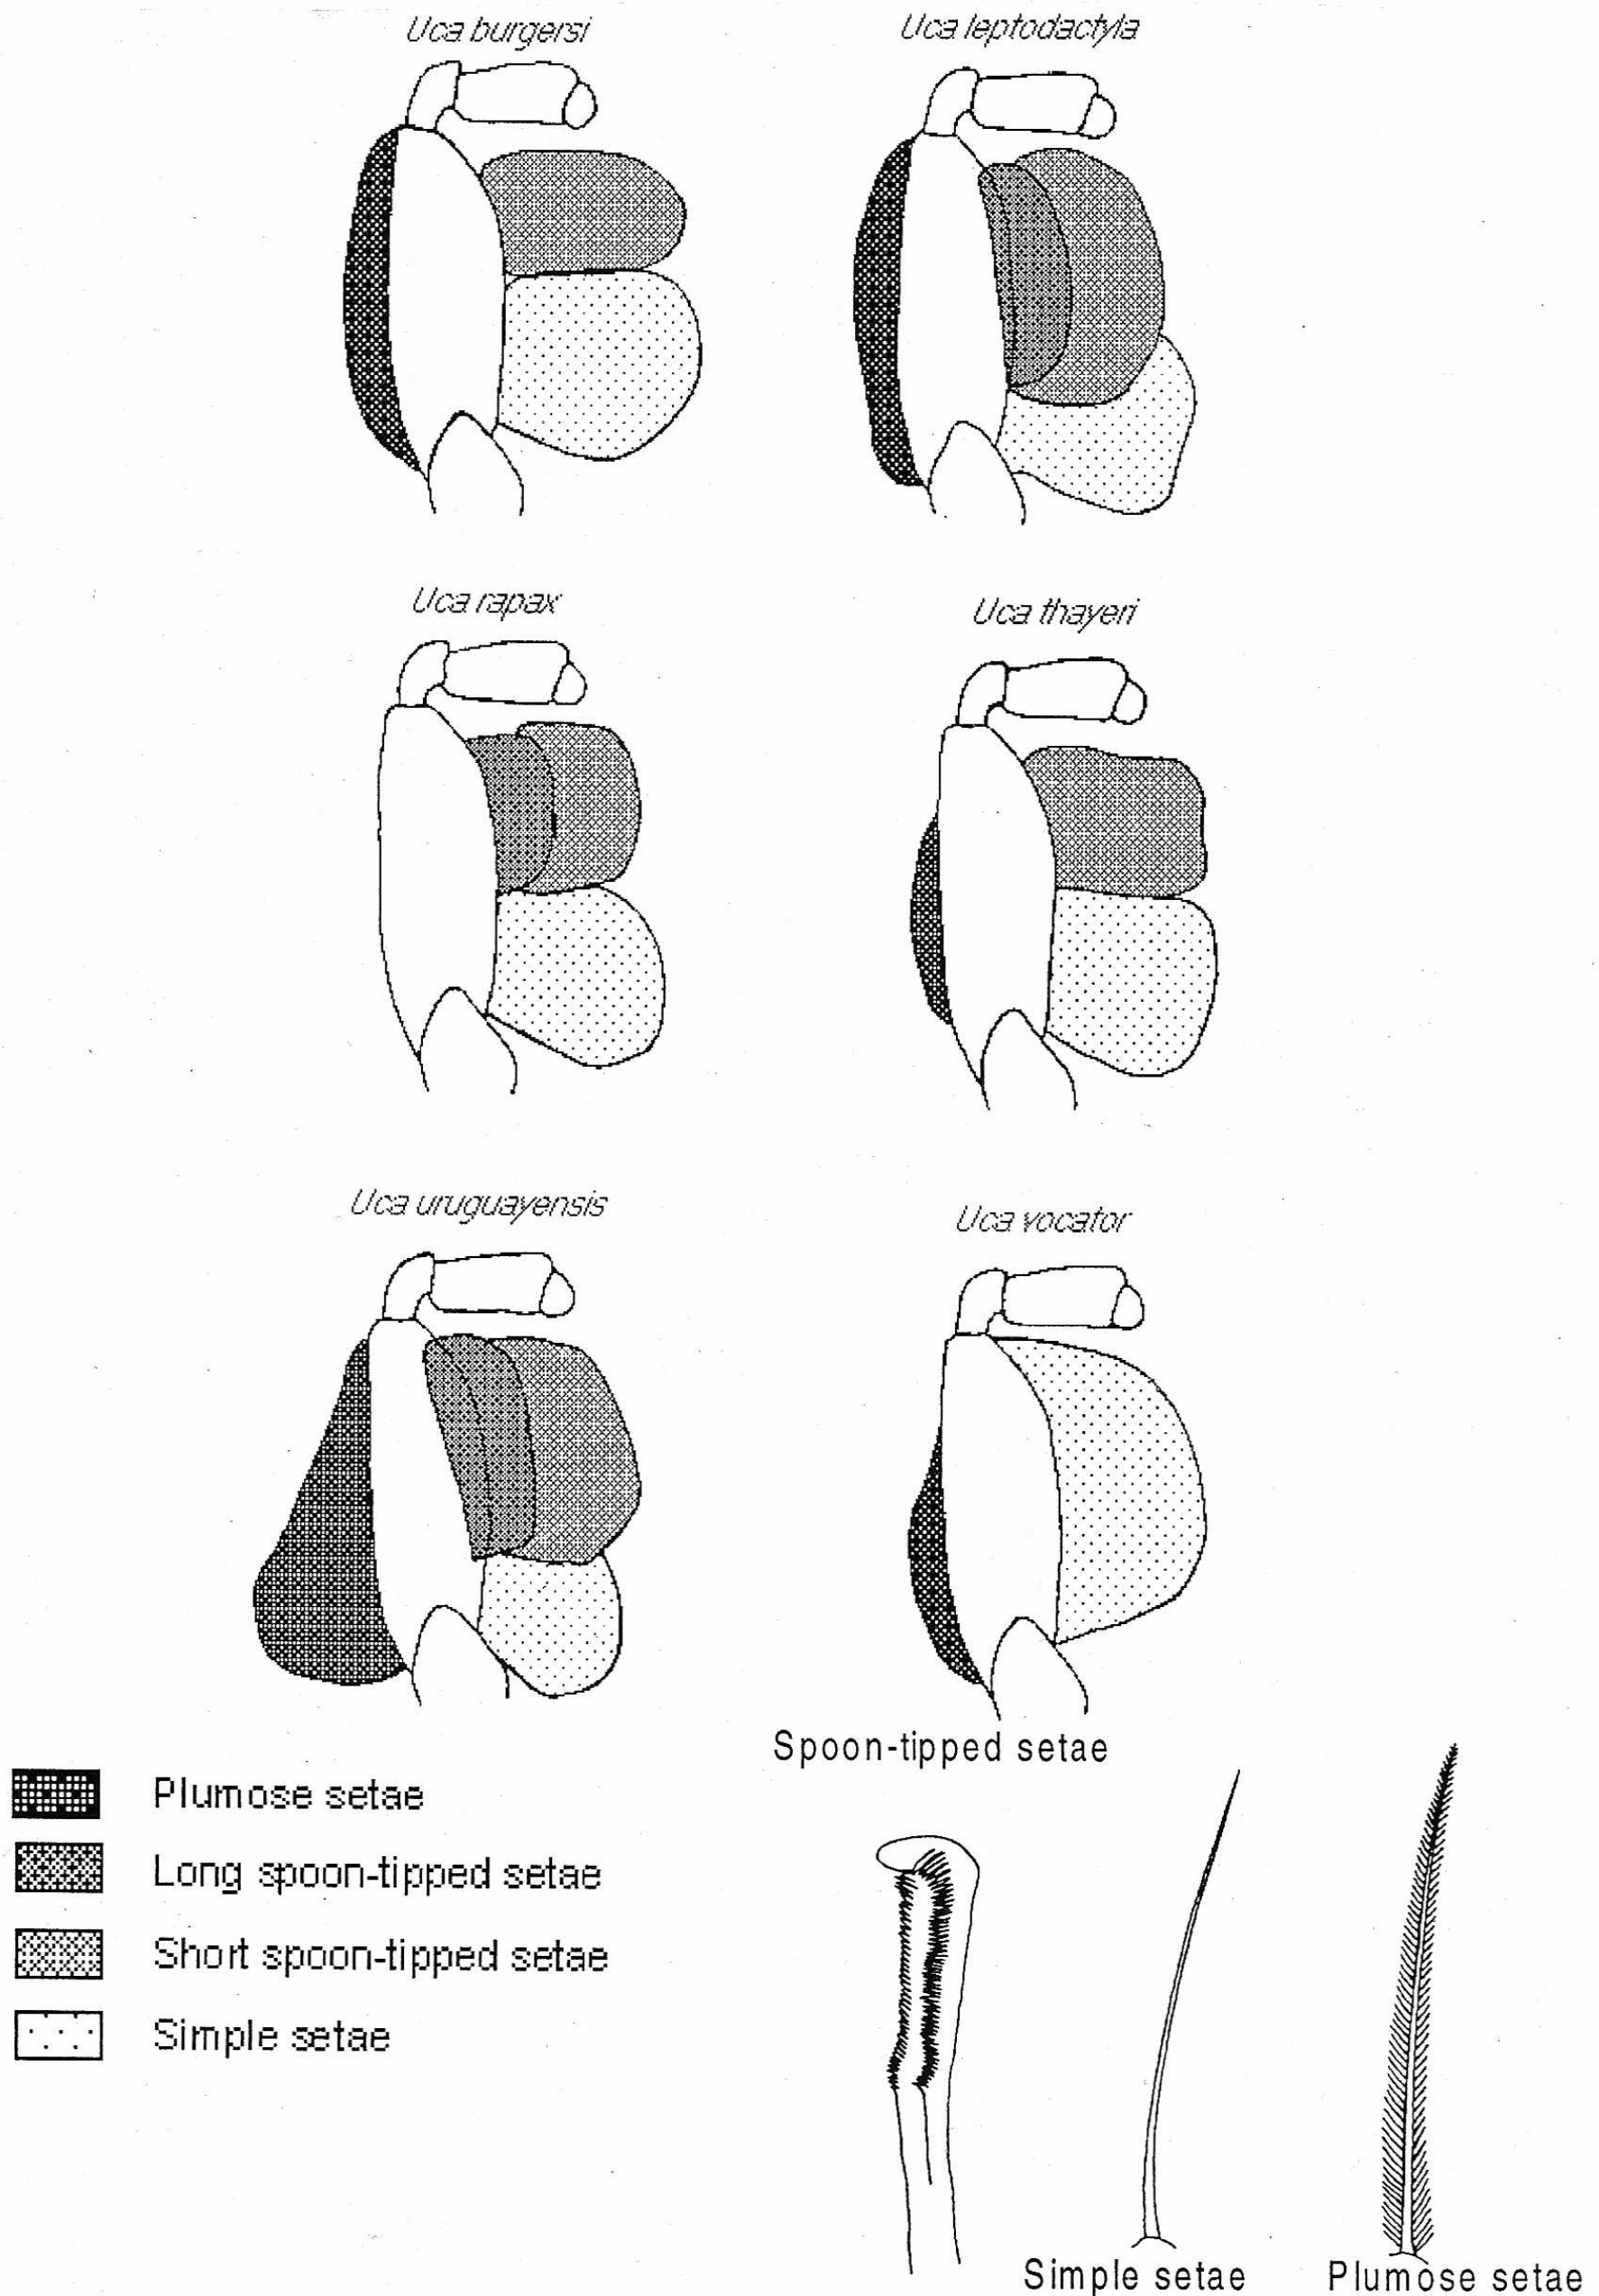 Uca burgersi
Uca leptodactyla
Uca rapax
Uca thayeri
Uca uruguayensis
Uca vocator
Spoon-tipped setae
Plumose setae
Long spoon-tipped setae
Short spoon-tipped setae
Simple setae
Simple setae
Plumose setae